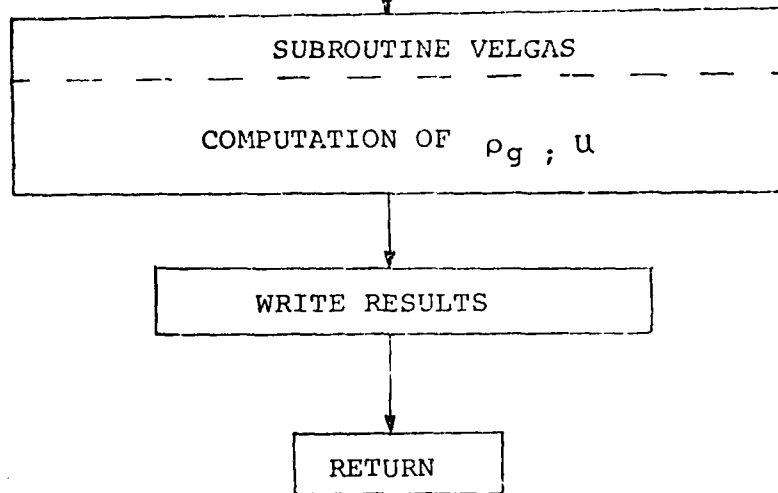 SUBROUTINE VELGAS
COMPUTATION OF ρg ; u
WRITE RESULTS
RETURN